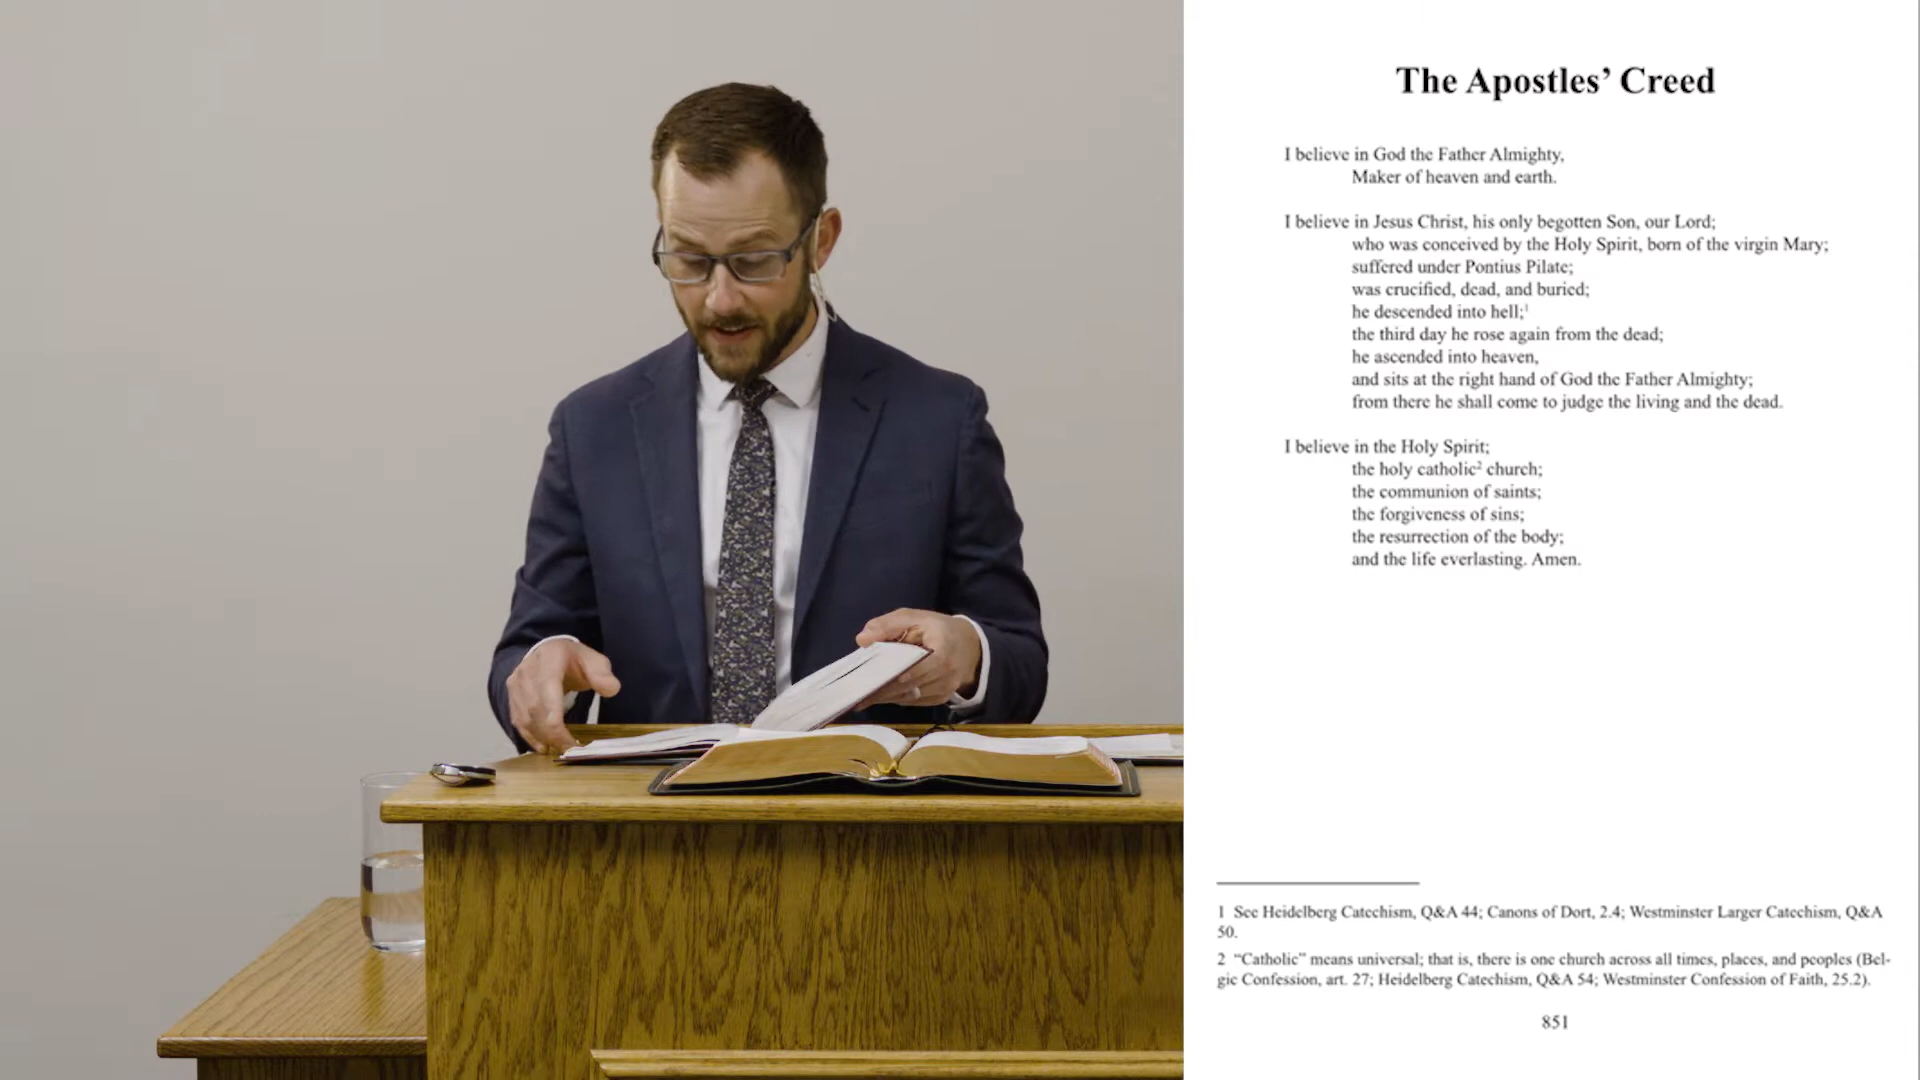 The Apostles’ Creed
I believe in God the Father Almighty,
Maker of heaven and earth.
I believe in Jesus Christ, his only begotten Son, our Lord;
who was conceived by the Holy Spirit, born of the virgin Mary;
suffered under Pontius Pilate;
was crucified, dead, and buried;
he descended into hell;¹
the third day he rose again from the dead;
he ascended into heaven,
and sits at the right hand of God the Father Almighty;
from there he shall come to judge the living and the dead.
I believe in the Holy Spirit;
the holy catholic² church;
the communion of saints;
the forgiveness of sins;
the resurrection of the body;
and the life everlasting. Amen.
1 See Heidelberg Catechism, Q&A 44; Canons of Dort, 2.4; Westminster Larger Catechism, Q&A
50.
2 “Catholic” means universal; that is, there is one church across all times, places, and peoples (Bel-
gic Confession, art. 27; Heidelberg Catechism, Q&A 54; Westminster Confession of Faith, 25.2).
851